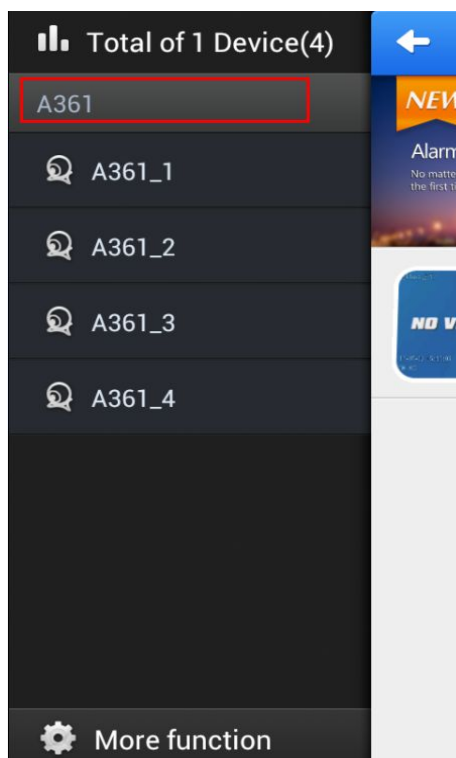 Total of 1 Device(4)
A361
A361_1
A361_2
A361_3
A361_4
More function
NEW
Alarm
No matte
the first ti
NO V